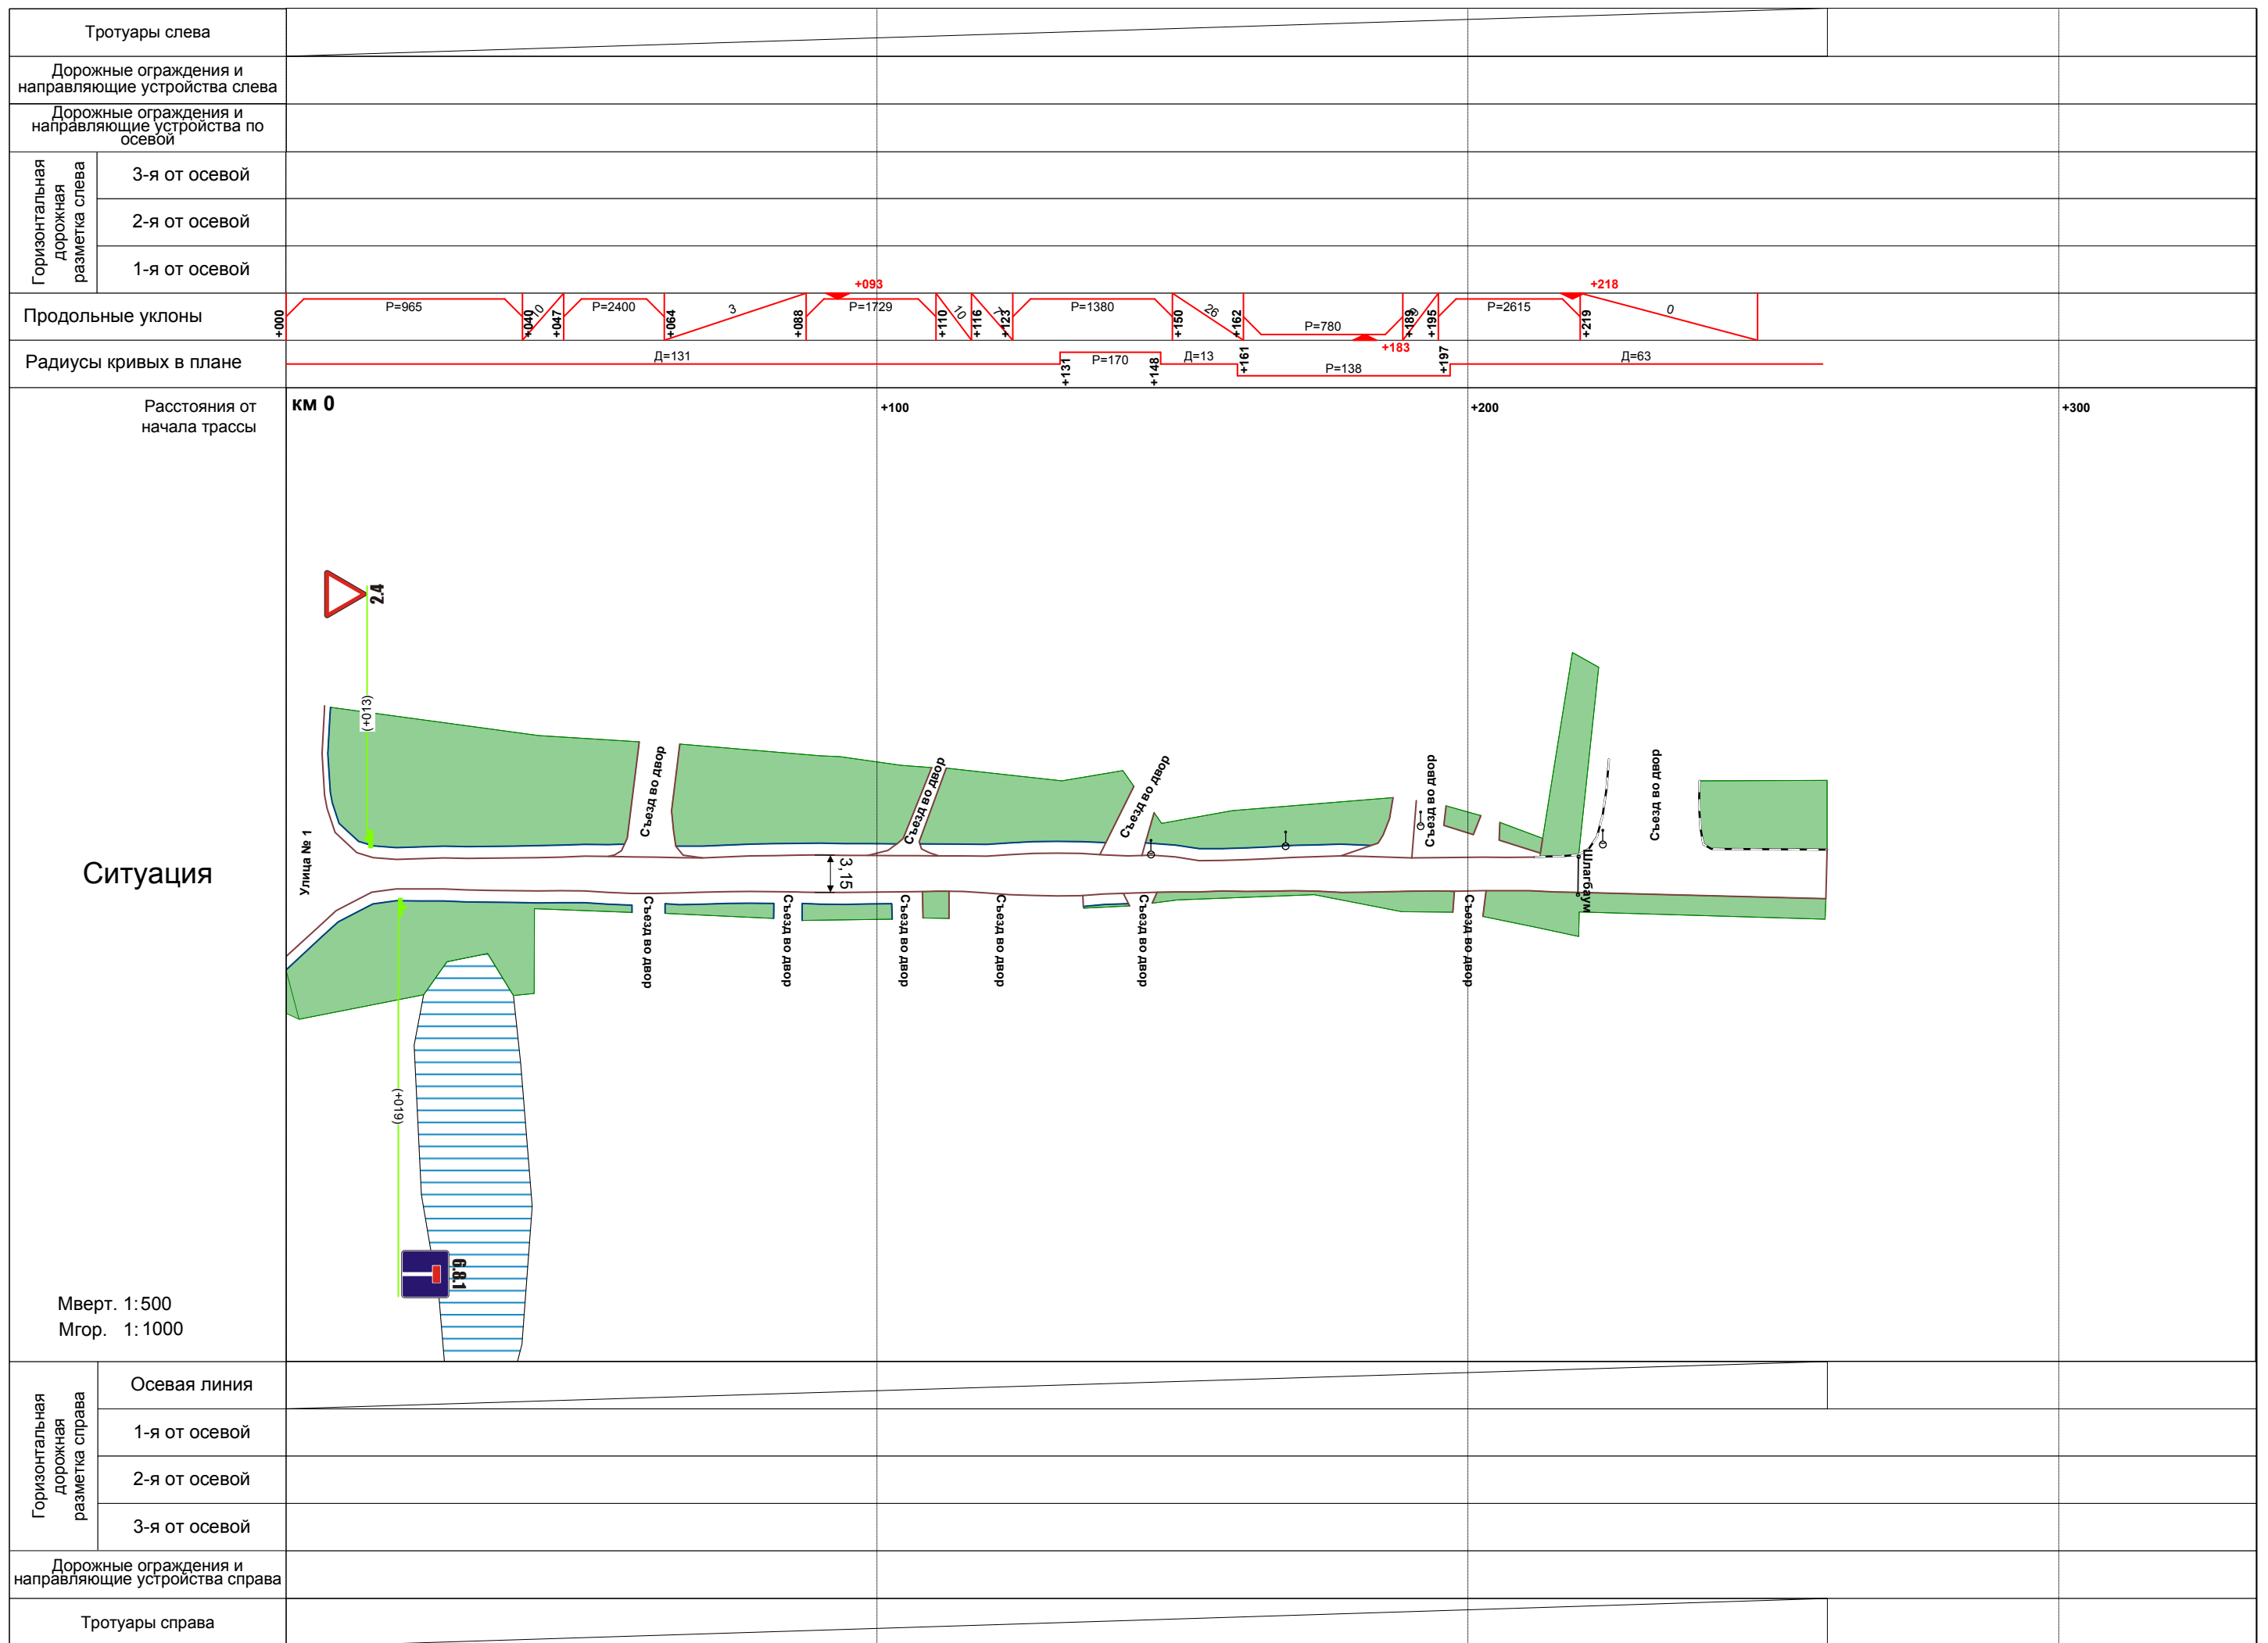 Тротуары слева
Дорожные ограждения и
направляющие устройства слева
Дорожные ограждения и
направляющие устройства по
осевой
Горизонтальная
дорожная
разметка слева
3-я от осевой
2-я от осевой
1-я от осевой
+093
+218
Продольные уклоны
+000
Р=965
+040
10
+047
Р=2400
+064
3
+088
Р=1729
+110
10
+116
+123
Р=1380
+150
26
+162
Р=780
+189
+195
Р=2615
+219
0
+183
Радиусы кривых в плане
Д=131
+131
Р=170
+148
Д=13
+161
Р=138
+197
Д=63
Расстояния от
начала трассы
км 0
+100
+200
+300
2.4
(+013)
Съезд во двор
Съезд во двор
Съезд во двор
Съезд во двор
Съезд во двор
Улица № 1
Ситуация
3,15
Шлагбаум
Съезд во двор
Съезд во двор
Съезд во двор
Съезд во двор
Съезд во двор
Съезд во двор
(+019)
6.8.1
Мверт. 1:500
Мгор. 1:1000
Горизонтальная
дорожная
разметка справа
Осевая линия
1-я от осевой
2-я от осевой
3-я от осевой
Дорожные ограждения и
направляющие устройства справа
Тротуары справа